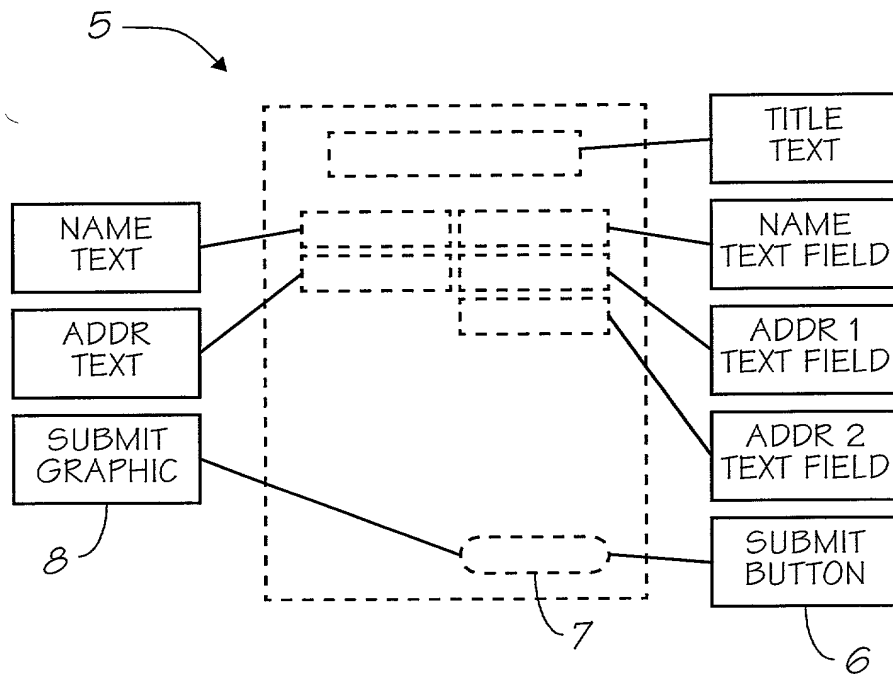 5
TITLE
TEXT
NAME
TEXT
NAME
TEXT FIELD
ADDR
TEXT
ADDR 1
TEXT FIELD
SUBMIT
GRAPHIC
ADDR 2
TEXT FIELD
8
SUBMIT
BUTTON
7
6